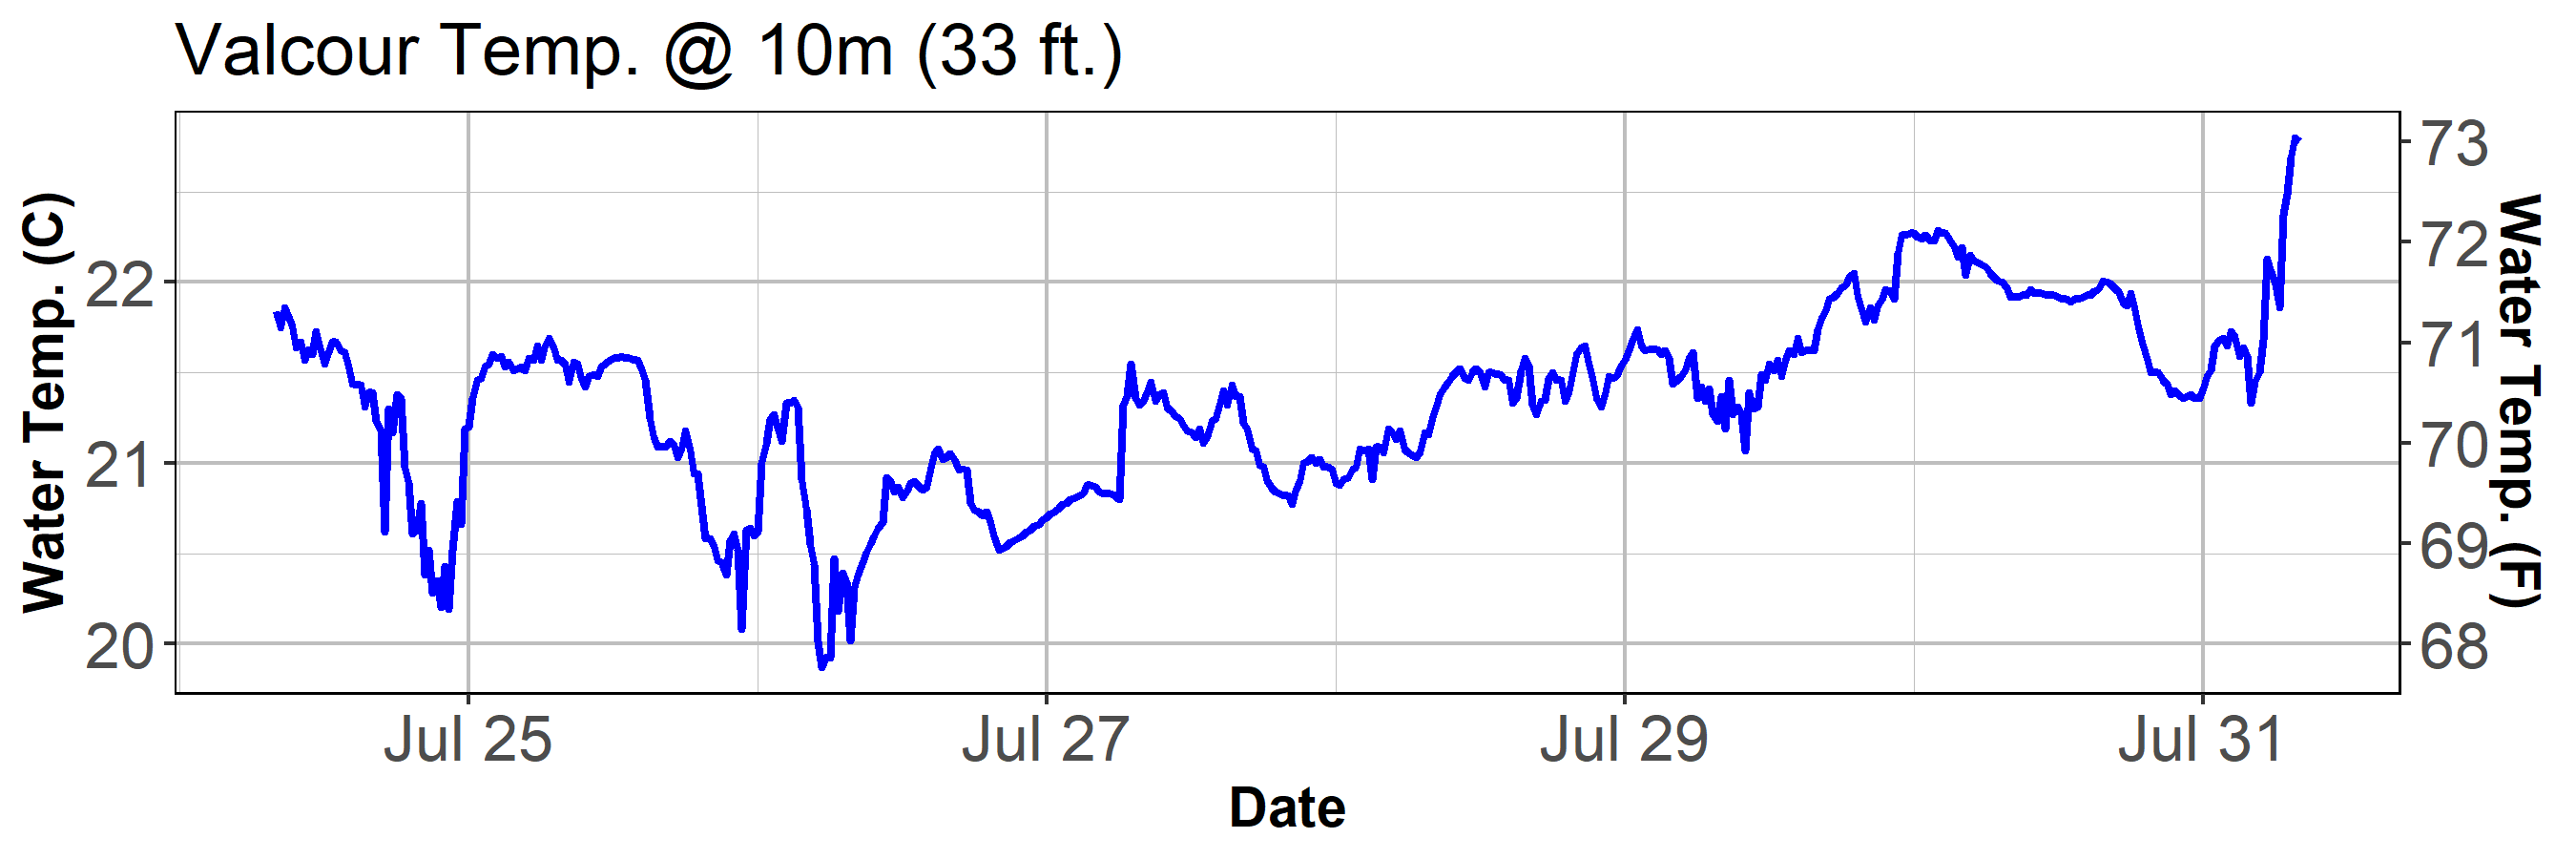 Valcour Temp. @ 10m (33 ft.)
Water Temp. (C)
22
21
20
73
72
71
70
69
68
Water Temp. (F)
Jul 25
Jul 27
Jul 29
Jul 31
Date